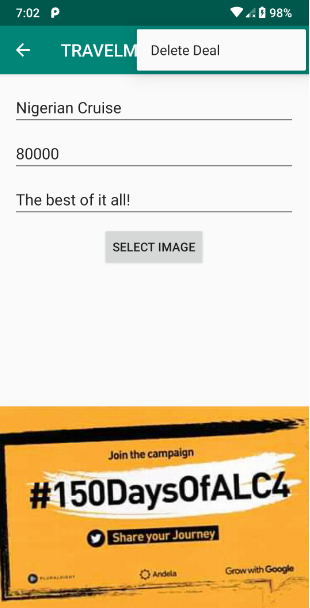 7:02
98%
TRAVELM
Delete Deal
Nigerian Cruise
80000
The best of it all!
SELECT IMAGE
Join the campaign
#150DaysOfALC4
Share your Journey
PLURALSIGHT
Andela
Grow with Google